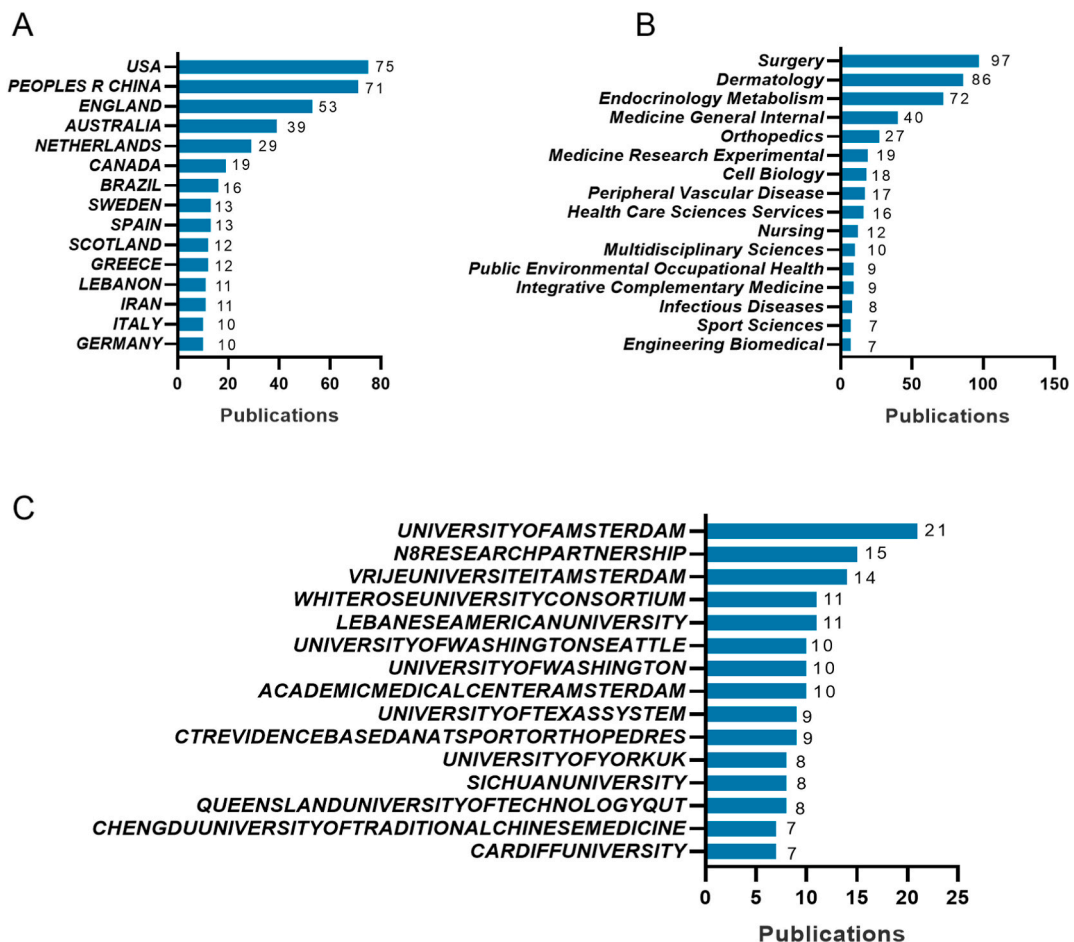 A
USA 75
PEOPLES R CHINA 71
ENGLAND 53
AUSTRALIA 39
NETHERLANDS 29
CANADA 19
BRAZIL 16
SWEDEN 13
SPAIN 13
SCOTLAND 12
GREECE 12
LEBANON 11
IRAN 11
ITALY 10
GERMANY 10
0 20 40 60 80
Publications
B
Surgery 97
Dermatology 86
Endocrinology Metabolism 72
Medicine General Internal 40
Orthopedics 27
Medicine Research Experimental 19
Cell Biology 18
Peripheral Vascular Disease 17
Health Care Sciences Services 16
Nursing 12
Multidisciplinary Sciences 10
Public Environmental Occupational Health 9
Integrative Complementary Medicine 9
Infectious Diseases 8
Sport Sciences 7
Engineering Biomedical 7
0 50 100 150
Publications
C
UNIVERSITYOFAMSTERDAM 21
N8RESEARCHPARTNERSHIP 15
VRIJEUNIVERSITEITAMSTERDAM 14
WHITEROSEUNIVERSITYCONSORTIUM 11
LEBANESEAMERICANUNIVERSITY 11
UNIVERSITYOFWASHINGTONSEATTLE 10
UNIVERSITYOFWASHINGTON 10
ACADEMICMEDICALCENTERAMSTERDAM 10
UNIVERSITYOFTEXASSYSTEM 9
CTREVIDENCEBASEDANATSPORTORTHOPEDRES 9
UNIVERSITYOFYORKUK 8
SICHUANUNIVERSITY 8
QUEENSLANDUNIVERSITYOFTECHNOLOGYQUT 8
CHENGDUUNIVERSITYOFTRADITIONALCHINESEMEDICINE 7
CARDIFFUNIVERSITY 7
0 5 10 15 20 25
Publications